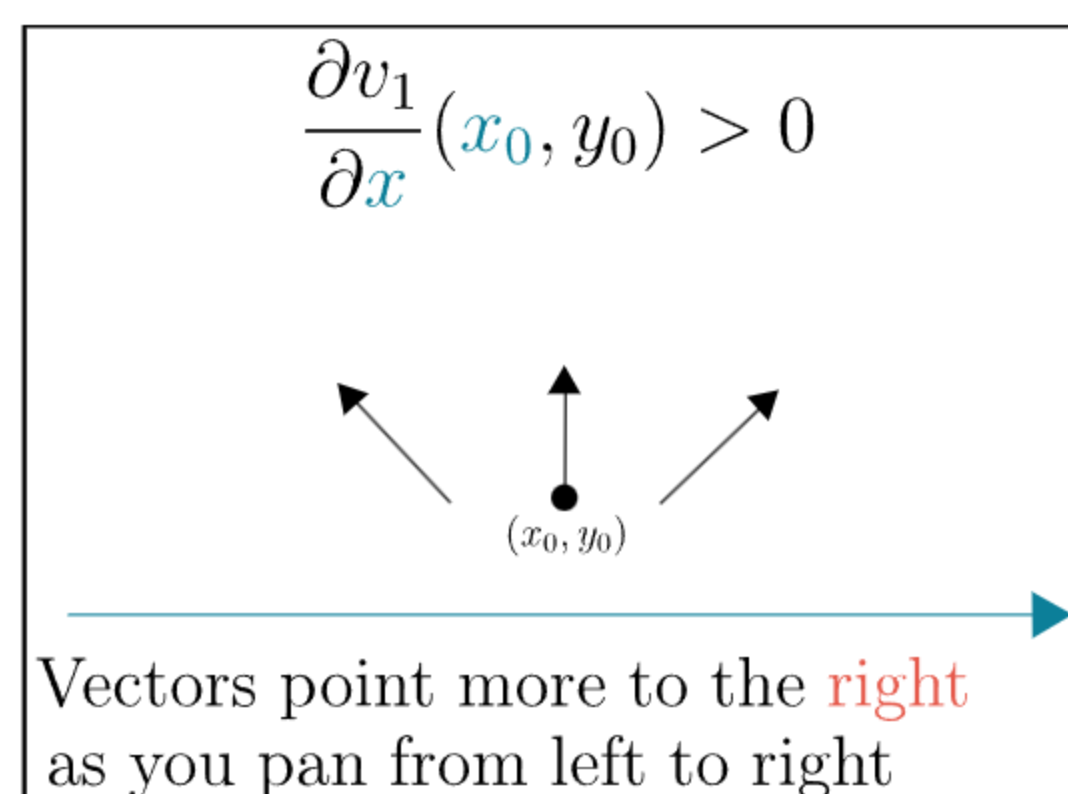 ∂v₁/∂x (x₀, y₀) > 0
(x₀, y₀)
Vectors point more to the right
as you pan from left to right